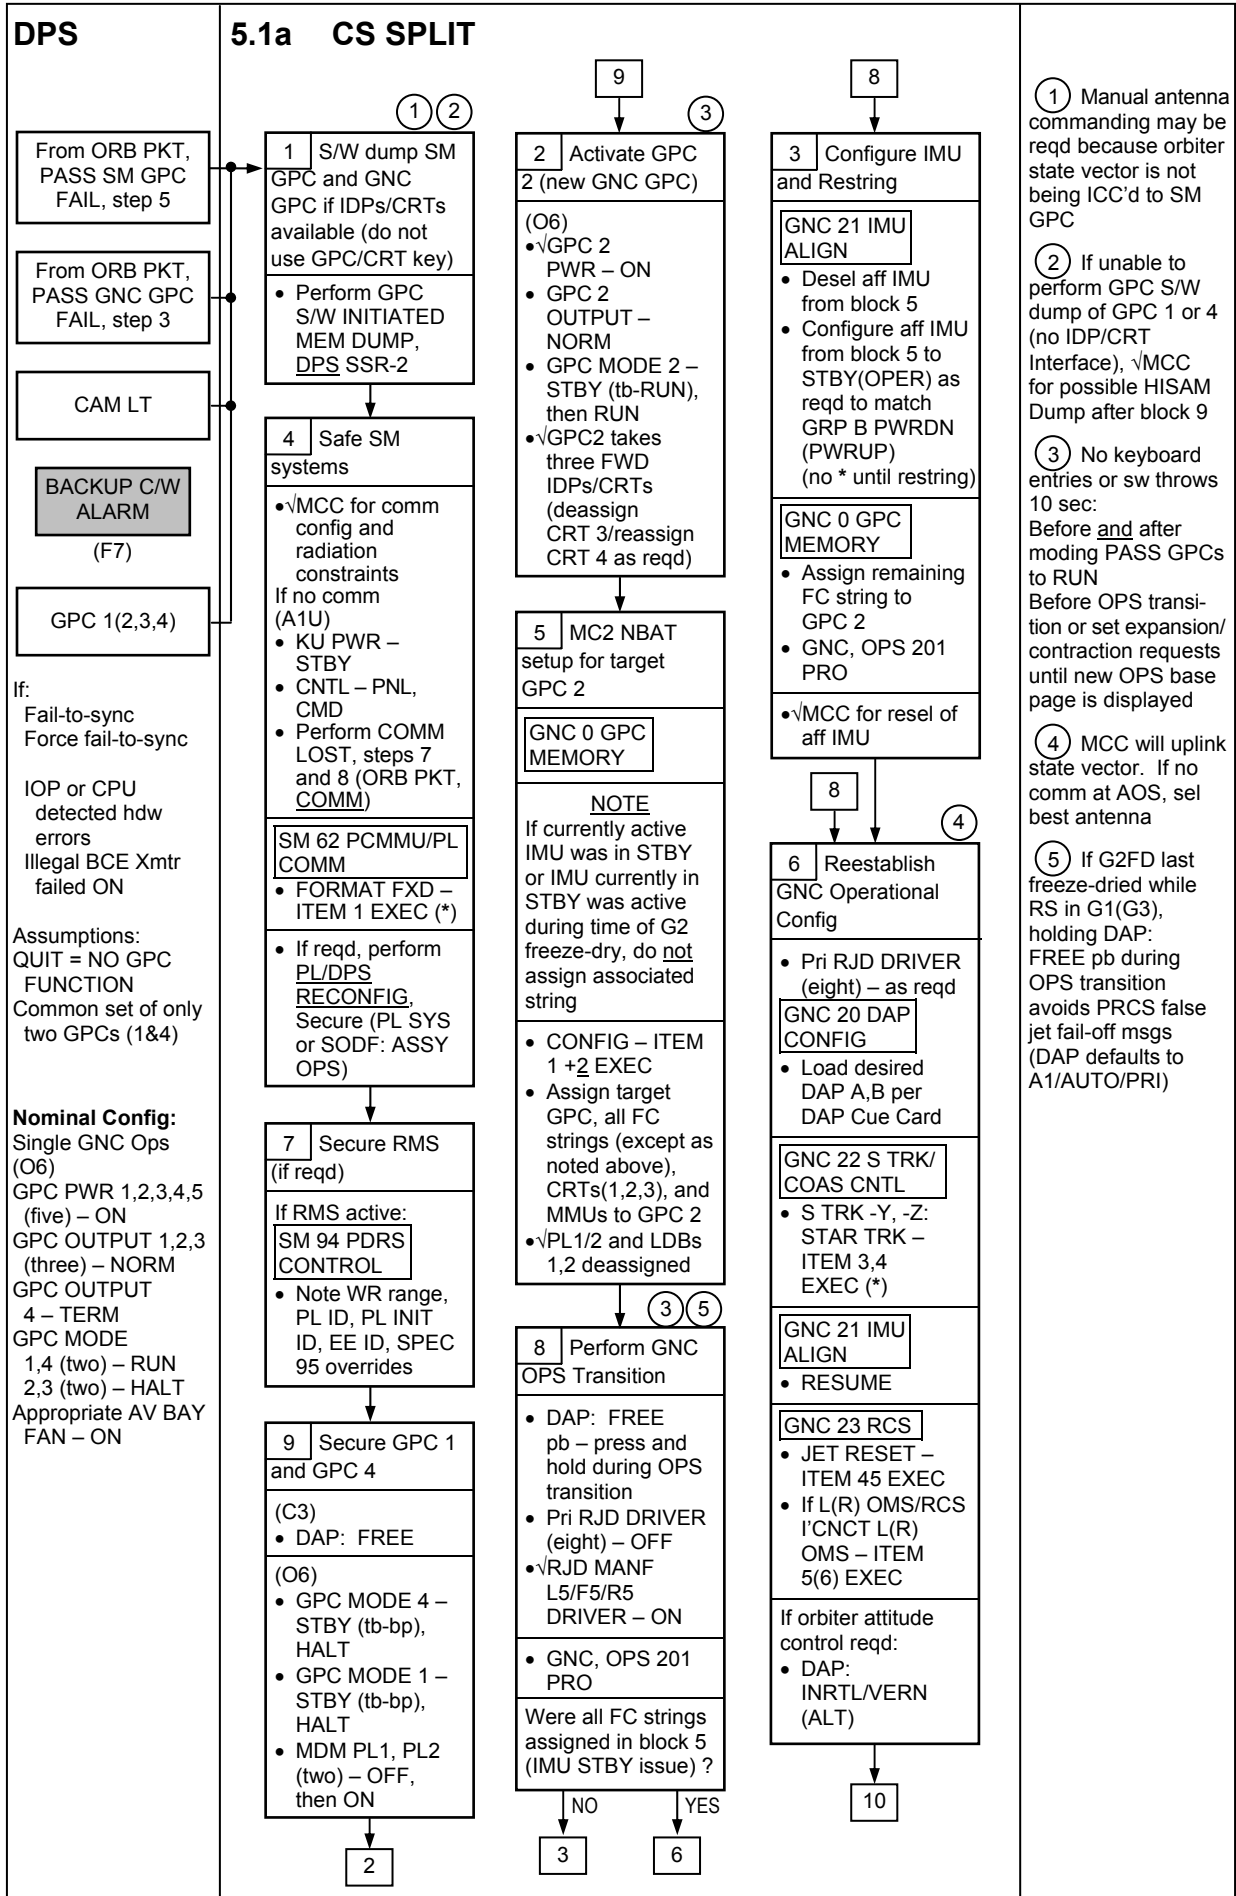 DPS
5.1a CS SPLIT
From ORB PKT,
PASS SM GPC
FAIL, step 5
From ORB PKT,
PASS GNC GPC
FAIL, step 3
CAM LT
BACKUP C/W
ALARM
(F7)
GPC 1(2,3,4)
If:
Fail-to-sync
Force fail-to-sync
IOP or CPU
detected hdw
errors
Illegal BCE Xmtr
failed ON
Assumptions:
QUIT = NO GPC
FUNCTION
Common set of only
two GPCs (1&4)
Nominal Config:
Single GNC Ops
(O6)
GPC PWR 1,2,3,4,5
(five) – ON
GPC OUTPUT 1,2,3
(three) – NORM
GPC OUTPUT
4 – TERM
GPC MODE
1,4 (two) – RUN
2,3 (two) – HALT
Appropriate AV BAY
FAN – ON
1 2
1 S/W dump SM
GPC and GNC
GPC if IDPs/CRTs
available (do not
use GPC/CRT key)
• Perform GPC
S/W INITIATED
MEM DUMP,
DPS SSR-2
4 Safe SM
systems
•√MCC for comm
config and
radiation
constraints
If no comm
(A1U)
• KU PWR –
STBY
• CNTL – PNL,
CMD
• Perform COMM
LOST, steps 7
and 8 (ORB PKT,
COMM)
SM 62 PCMMU/PL
COMM
• FORMAT FXD –
ITEM 1 EXEC (*)
• If reqd, perform
PL/DPS
RECONFIG,
Secure (PL SYS
or SODF: ASSY
OPS)
7 Secure RMS
(if reqd)
If RMS active:
SM 94 PDRS
CONTROL
• Note WR range,
PL ID, PL INIT
ID, EE ID, SPEC
95 overrides
9 Secure GPC 1
and GPC 4
(C3)
• DAP: FREE
(O6)
• GPC MODE 4 –
STBY (tb-bp),
HALT
• GPC MODE 1 –
STBY (tb-bp),
HALT
• MDM PL1, PL2
(two) – OFF,
then ON
2
9
3
2 Activate GPC
2 (new GNC GPC)
(O6)
•√GPC 2
PWR – ON
• GPC 2
OUTPUT –
NORM
• GPC MODE 2 –
STBY (tb-RUN),
then RUN
•√GPC2 takes
three FWD
IDPs/CRTs
(deassign
CRT 3/reassign
CRT 4 as reqd)
5 MC2 NBAT
setup for target
GPC 2
GNC 0 GPC
MEMORY
NOTE
If currently active
IMU was in STBY
or IMU currently in
STBY was active
during time of G2
freeze-dry, do not
assign associated
string
• CONFIG – ITEM
1 +2 EXEC
• Assign target
GPC, all FC
strings (except as
noted above),
CRTs(1,2,3), and
MMUs to GPC 2
•√PL1/2 and LDBs
1,2 deassigned
3 5
8 Perform GNC
OPS Transition
• DAP: FREE
pb – press and
hold during OPS
transition
• Pri RJD DRIVER
(eight) – OFF
•√RJD MANF
L5/F5/R5
DRIVER – ON
• GNC, OPS 201
PRO
Were all FC strings
assigned in block 5
(IMU STBY issue) ?
NO YES
3 6
8
3 Configure IMU
and Restring
GNC 21 IMU
ALIGN
• Desel aff IMU
from block 5
• Configure aff IMU
from block 5 to
STBY(OPER) as
reqd to match
GRP B PWRDN
(PWRUP)
(no * until restring)
GNC 0 GPC
MEMORY
• Assign remaining
FC string to
GPC 2
• GNC, OPS 201
PRO
•√MCC for resel of
aff IMU
8
4
6 Reestablish
GNC Operational
Config
• Pri RJD DRIVER
(eight) – as reqd
GNC 20 DAP
CONFIG
• Load desired
DAP A,B per
DAP Cue Card
GNC 22 S TRK/
COAS CNTL
• S TRK -Y, -Z:
STAR TRK –
ITEM 3,4
EXEC (*)
GNC 21 IMU
ALIGN
• RESUME
GNC 23 RCS
• JET RESET –
ITEM 45 EXEC
• If L(R) OMS/RCS
I'CNCT L(R)
OMS – ITEM
5(6) EXEC
If orbiter attitude
control reqd:
• DAP:
INRTL/VERN
(ALT)
10
1 Manual antenna
commanding may be
reqd because orbiter
state vector is not
being ICC'd to SM
GPC
2 If unable to
perform GPC S/W
dump of GPC 1 or 4
(no IDP/CRT
Interface), √MCC
for possible HISAM
Dump after block 9
3 No keyboard
entries or sw throws
10 sec:
Before and after
moding PASS GPCs
to RUN
Before OPS transi-
tion or set expansion/
contraction requests
until new OPS base
page is displayed
4 MCC will uplink
state vector. If no
comm at AOS, sel
best antenna
5 If G2FD last
freeze-dried while
RS in G1(G3),
holding DAP:
FREE pb during
OPS transition
avoids PRCS false
jet fail-off msgs
(DAP defaults to
A1/AUTO/PRI)